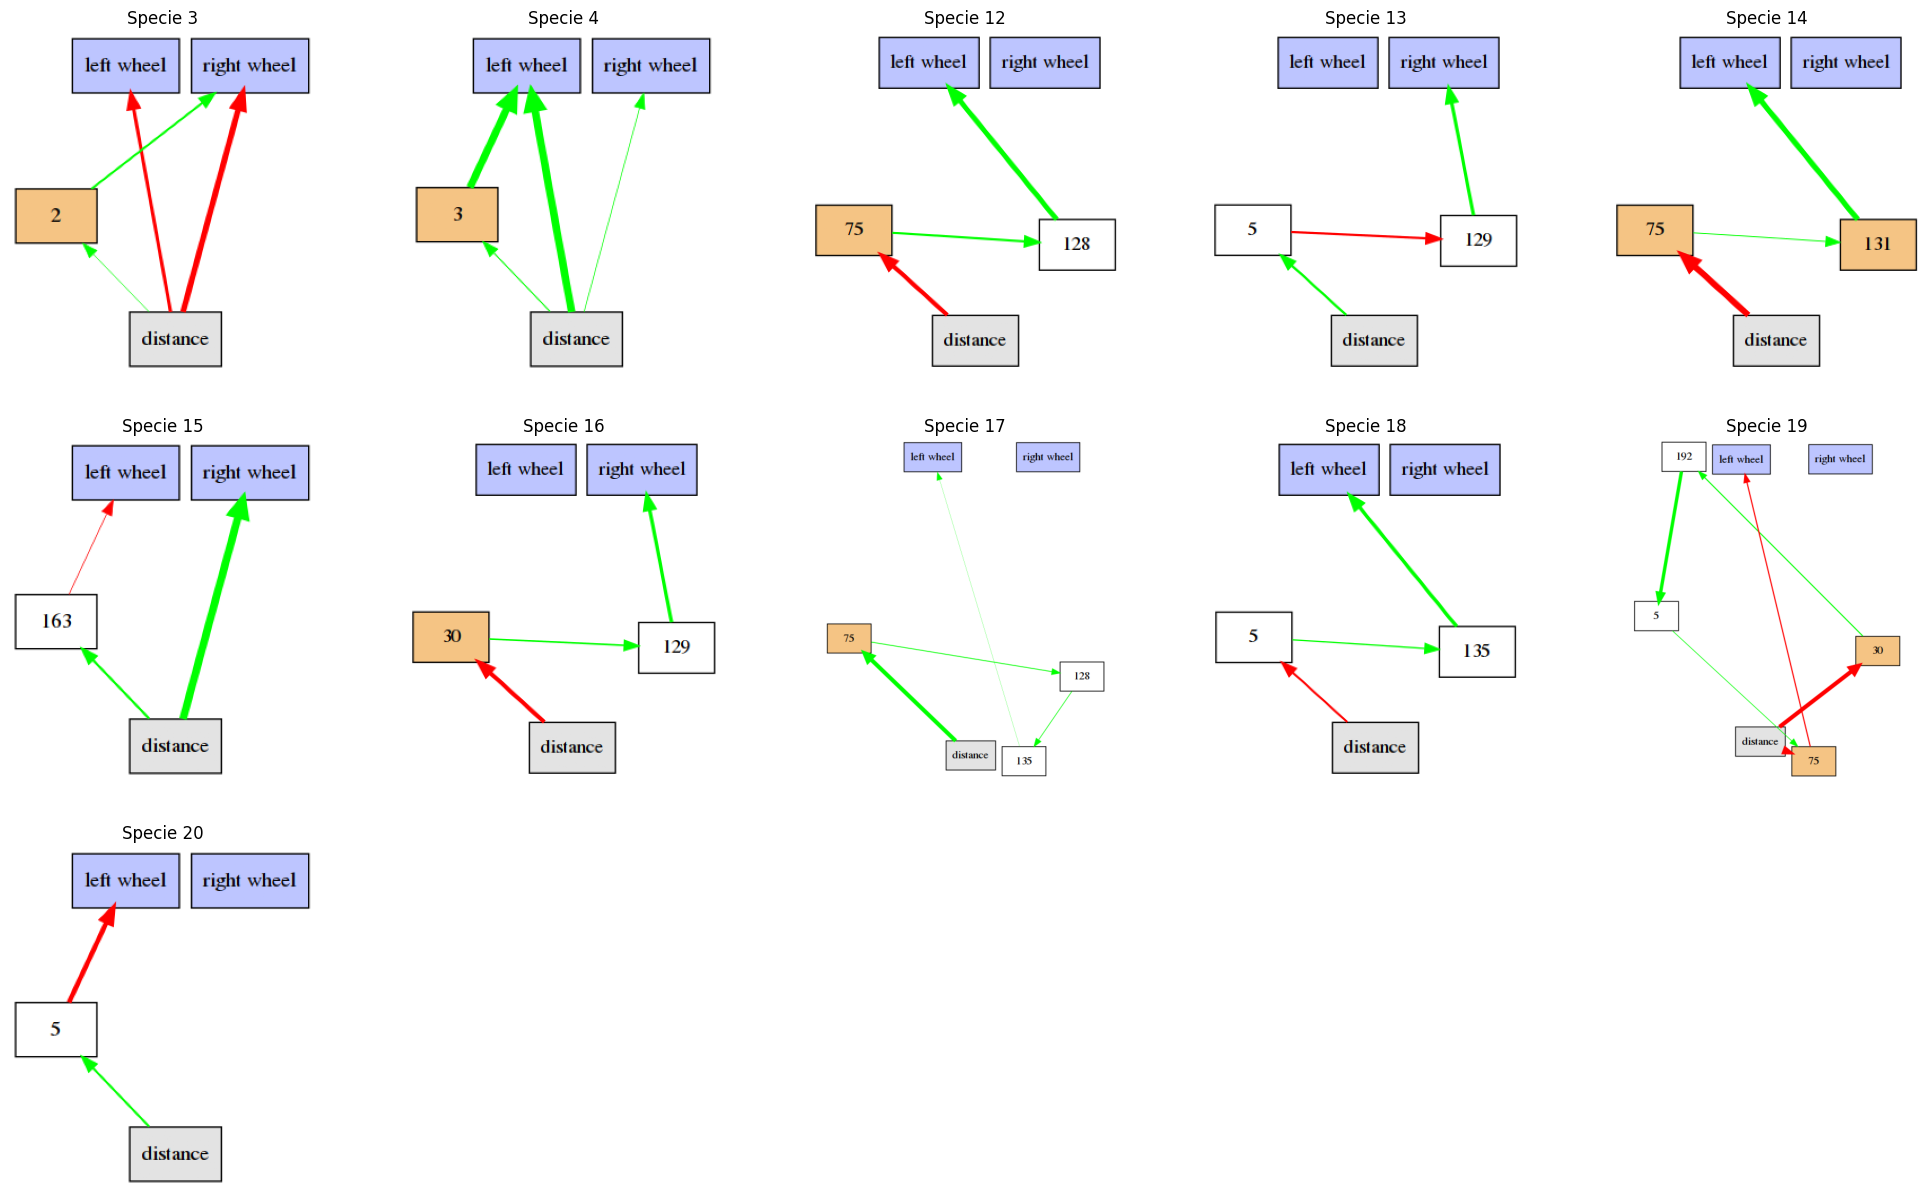 Specie 3
left wheel
right wheel
2
distance
Specie 4
left wheel
right wheel
3
distance
Specie 12
left wheel
right wheel
75
128
distance
Specie 13
left wheel
right wheel
5
129
distance
Specie 14
left wheel
right wheel
75
131
distance
Specie 15
left wheel
right wheel
163
distance
Specie 16
left wheel
right wheel
30
129
distance
Specie 17
left wheel
right wheel
75
128
distance
135
Specie 18
left wheel
right wheel
5
135
distance
Specie 19
192
left wheel
right wheel
5
30
distance
75
Specie 20
left wheel
right wheel
5
distance